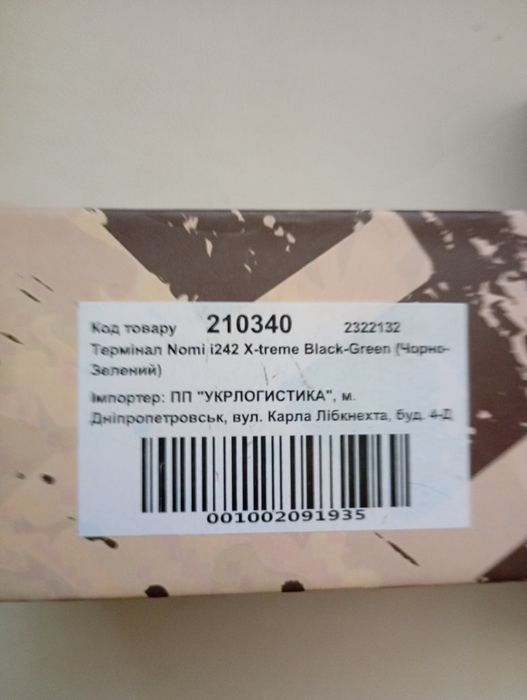 Код товару 210340 2322132
Термінал Nomi i242 X-treme Black-Green (Чорно-
Зелений)
Імпортер: ПП "УКРЛОГИСТИКА", м.
Дніпропетровськ, вул. Карла Лібкнехта, буд. 4-Д
001002091935